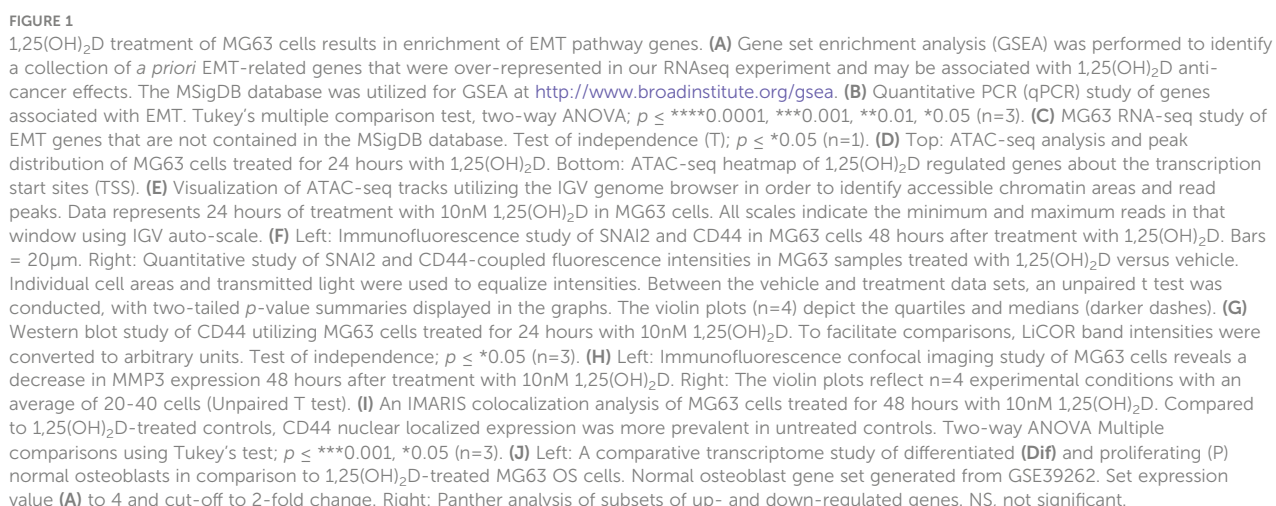 FIGURE 1
1,25(OH)2D treatment of MG63 cells results in enrichment of EMT pathway genes. (A) Gene set enrichment analysis (GSEA) was performed to identify
a collection of a priori EMT-related genes that were over-represented in our RNAseq experiment and may be associated with 1,25(OH)2D anti-
cancer effects. The MSigDB database was utilized for GSEA at http://www.broadinstitute.org/gsea. (B) Quantitative PCR (qPCR) study of genes
associated with EMT. Tukey's multiple comparison test, two-way ANOVA; p ≤ ****0.0001, ***0.001, **0.01, *0.05 (n=3). (C) MG63 RNA-seq study of
EMT genes that are not contained in the MSigDB database. Test of independence (T); p ≤ *0.05 (n=1). (D) Top: ATAC-seq analysis and peak
distribution of MG63 cells treated for 24 hours with 1,25(OH)2D. Bottom: ATAC-seq heatmap of 1,25(OH)2D regulated genes about the transcription
start sites (TSS). (E) Visualization of ATAC-seq tracks utilizing the IGV genome browser in order to identify accessible chromatin areas and read
peaks. Data represents 24 hours of treatment with 10nM 1,25(OH)2D in MG63 cells. All scales indicate the minimum and maximum reads in that
window using IGV auto-scale. (F) Left: Immunofluorescence study of SNAI2 and CD44 in MG63 cells 48 hours after treatment with 1,25(OH)2D. Bars
= 20μm. Right: Quantitative study of SNAI2 and CD44-coupled fluorescence intensities in MG63 samples treated with 1,25(OH)2D versus vehicle.
Individual cell areas and transmitted light were used to equalize intensities. Between the vehicle and treatment data sets, an unpaired t test was
conducted, with two-tailed p-value summaries displayed in the graphs. The violin plots (n=4) depict the quartiles and medians (darker dashes). (G)
Western blot study of CD44 utilizing MG63 cells treated for 24 hours with 10nM 1,25(OH)2D. To facilitate comparisons, LiCOR band intensities were
converted to arbitrary units. Test of independence; p ≤ *0.05 (n=3). (H) Left: Immunofluorescence confocal imaging study of MG63 cells reveals a
decrease in MMP3 expression 48 hours after treatment with 10nM 1,25(OH)2D. Right: The violin plots reflect n=4 experimental conditions with an
average of 20-40 cells (Unpaired T test). (I) An IMARIS colocalization analysis of MG63 cells treated for 48 hours with 10nM 1,25(OH)2D. Compared
to 1,25(OH)2D-treated controls, CD44 nuclear localized expression was more prevalent in untreated controls. Two-way ANOVA Multiple
comparisons using Tukey's test; p ≤ ***0.001, *0.05 (n=3). (J) Left: A comparative transcriptome study of differentiated (Dif) and proliferating (P)
normal osteoblasts in comparison to 1,25(OH)2D-treated MG63 OS cells. Normal osteoblast gene set generated from GSE39262. Set expression
value (A) to 4 and cut-off to 2-fold change. Right: Panther analysis of subsets of up- and down-regulated genes. NS, not significant.